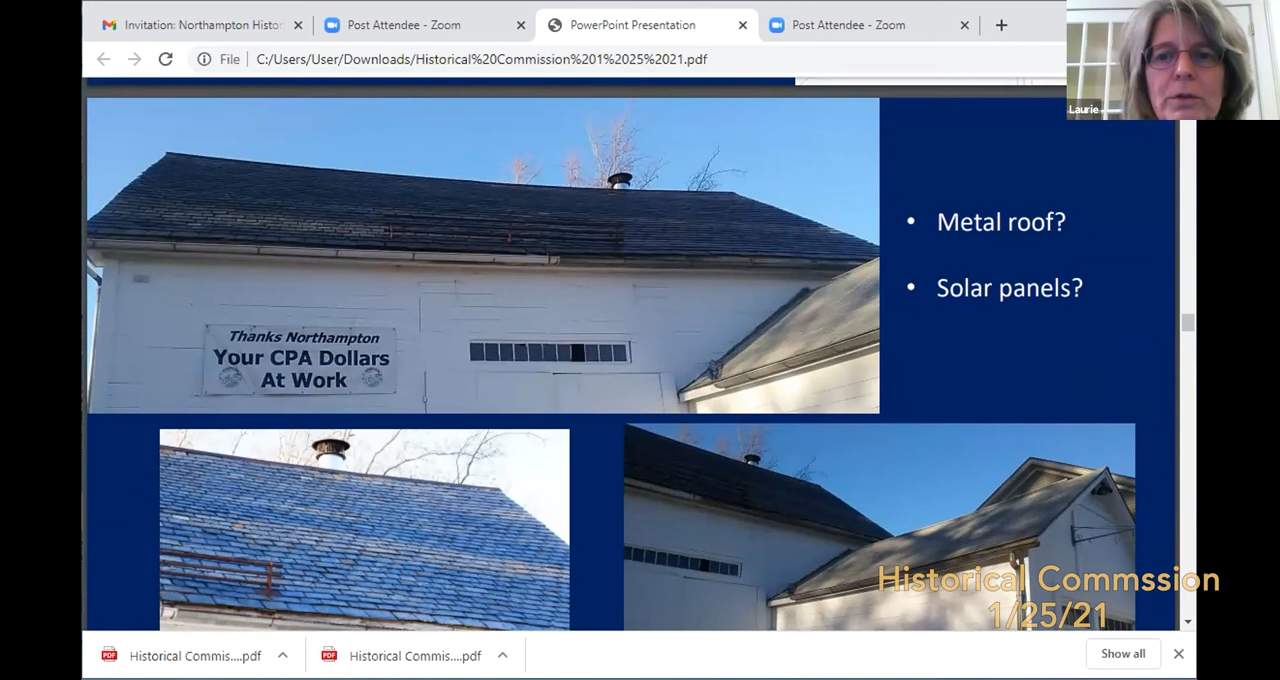 Invitation: Northampton Histor
Post Attendee - Zoom
PowerPoint Presentation
Post Attendee - Zoom
File
C:/Users/User/Downloads/Historical%20Commission%201%2025%2021.pdf
Laurie
• Metal roof?
• Solar panels?
Thanks Northampton
Your CPA Dollars
At Work
Historical Commssion
1/25/21
PDF
Historical Commis....pdf
PDF
Historical Commis....pdf
Show all